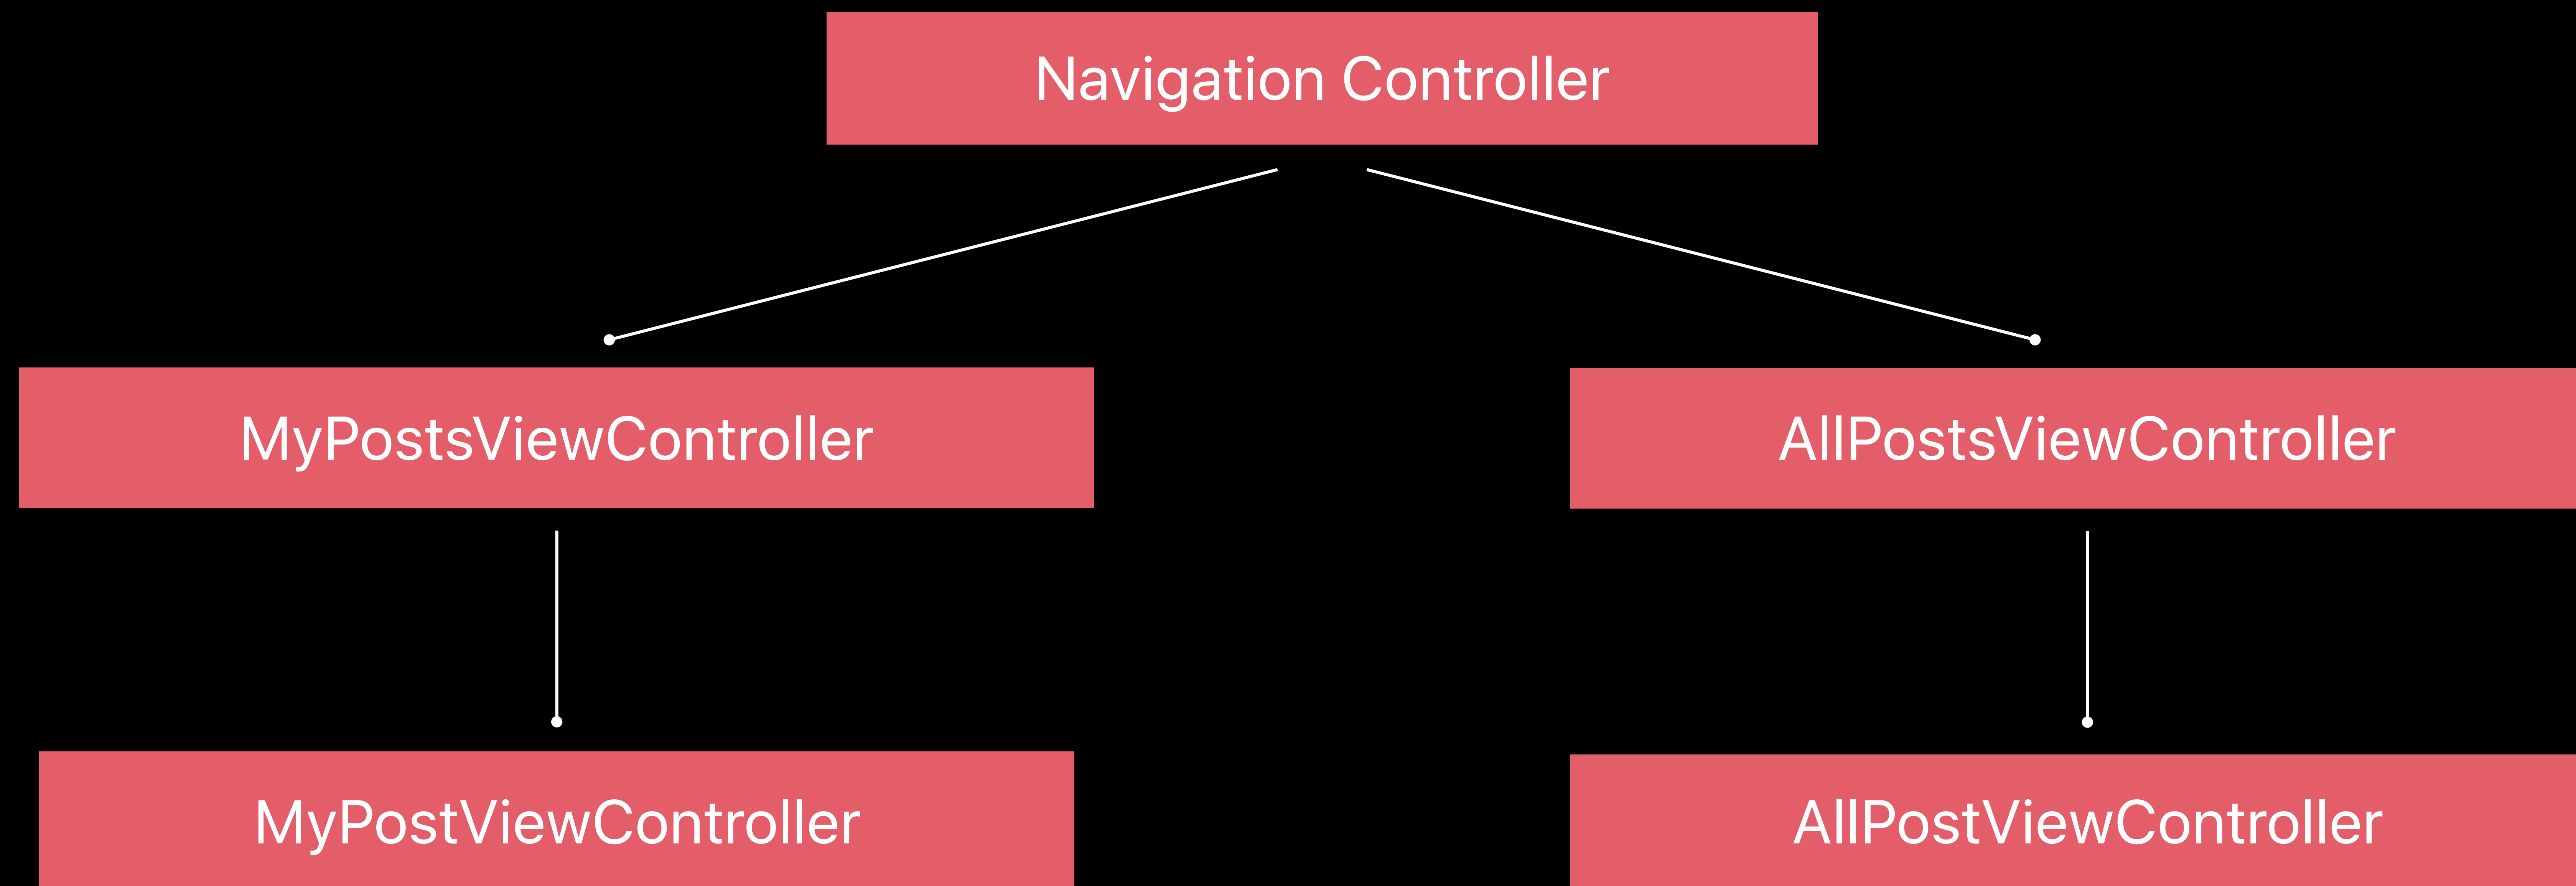 Navigation Controller
MyPostsViewController
AllPostsViewController
MyPostViewController
AllPostViewController